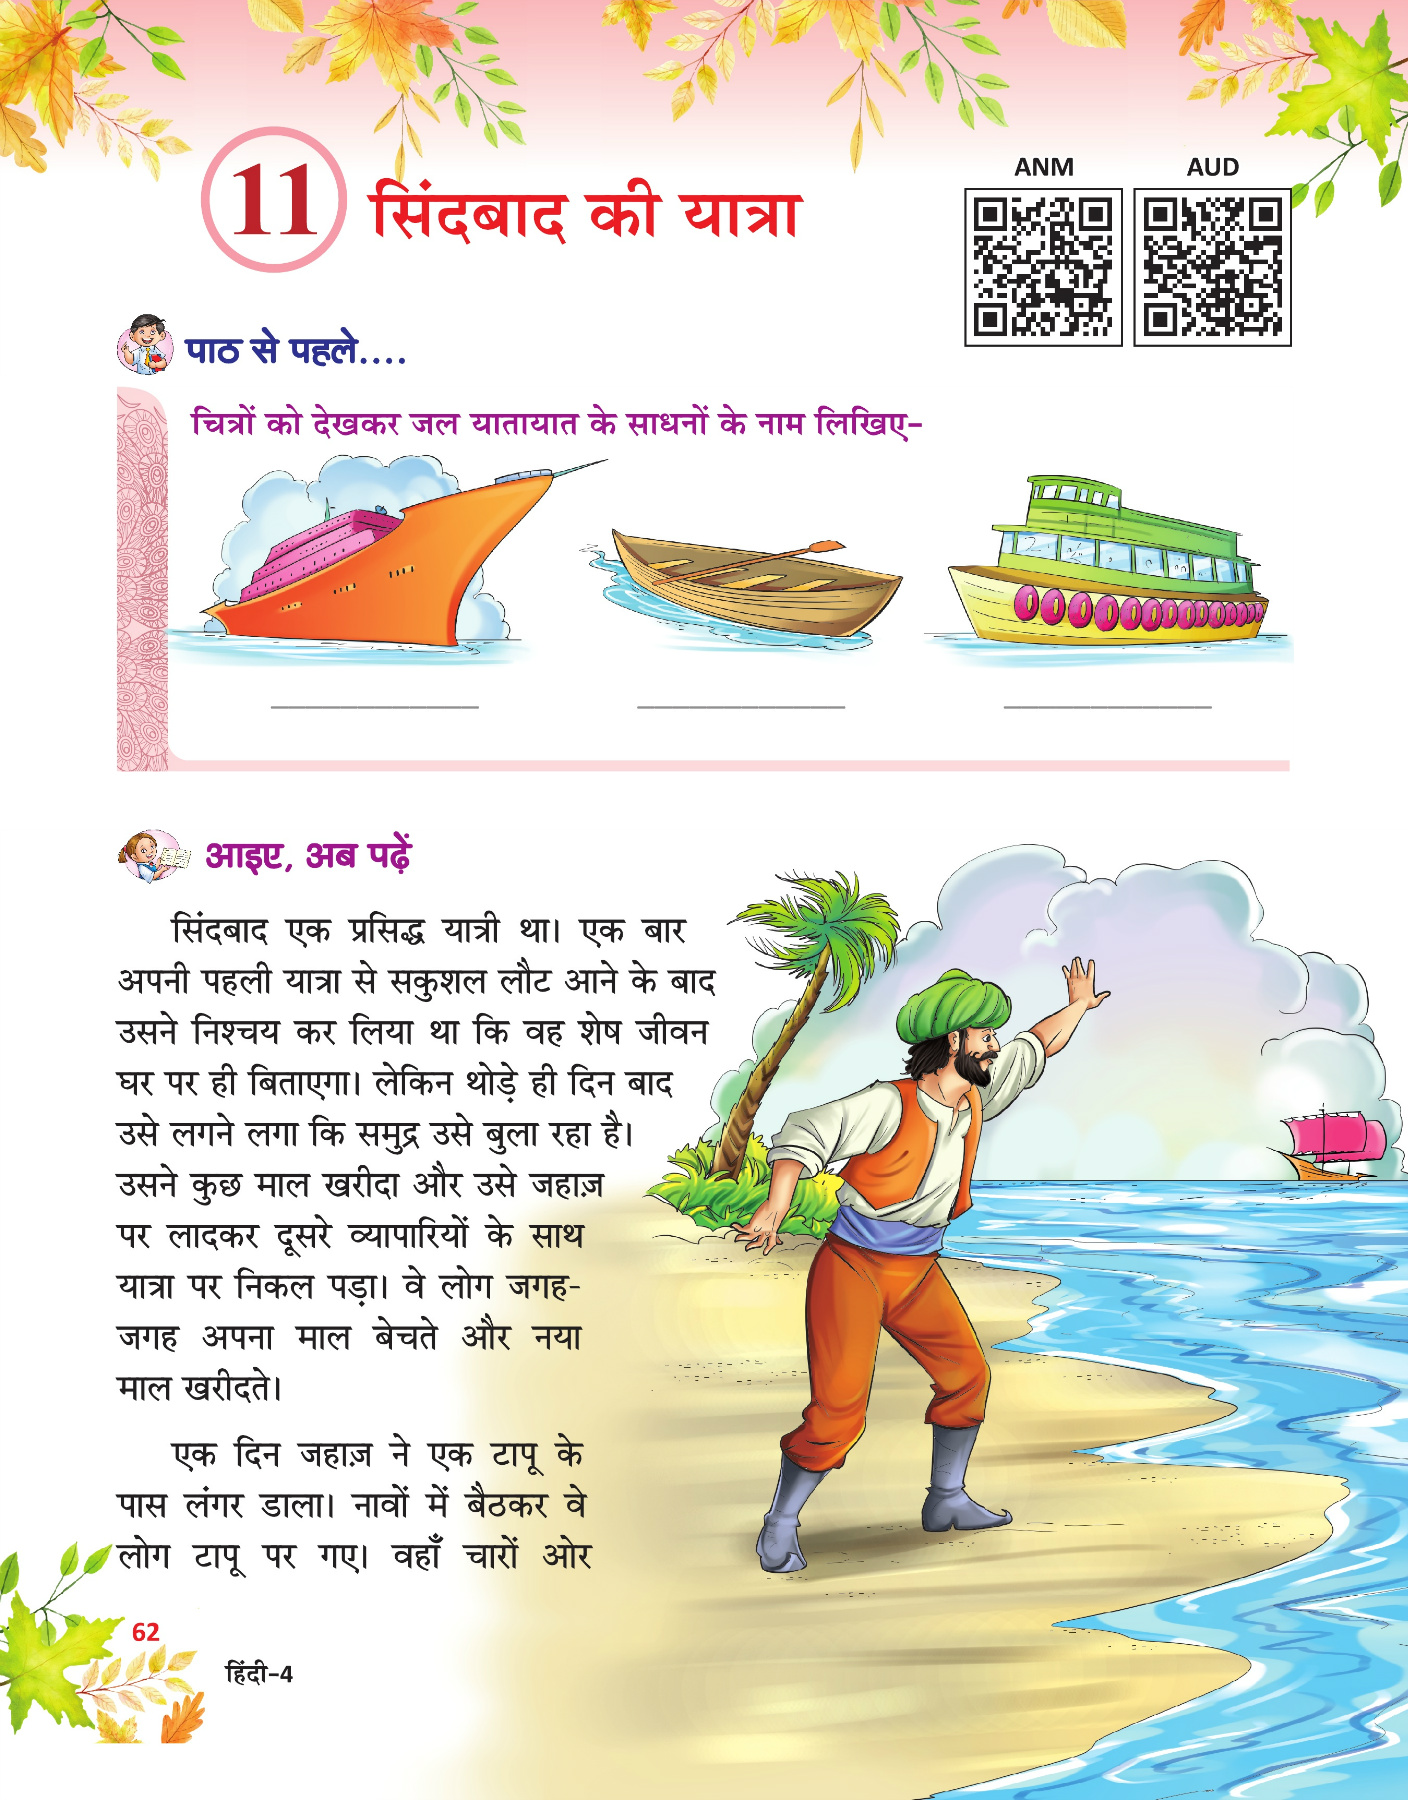 11
सिंदबाद की यात्रा
ANM
AUD
पाठ से पहले....
चित्रों को देखकर जल यातायात के साधनों के नाम लिखिए-
आइए, अब पढ़ें
सिंदबाद एक प्रसिद्ध यात्री था। एक बार
अपनी पहली यात्रा से सकुशल लौट आने के बाद
उसने निश्चय कर लिया था कि वह शेष जीवन
घर पर ही बिताएगा। लेकिन थोड़े ही दिन बाद
उसे लगने लगा कि समुद्र उसे बुला रहा है।
उसने कुछ माल खरीदा और उसे जहाज़
पर लादकर दूसरे व्यापारियों के साथ
यात्रा पर निकल पड़ा। वे लोग जगह-
जगह अपना माल बेचते और नया
माल खरीदते।
एक दिन जहाज़ ने एक टापू के
पास लंगर डाला। नावों में बैठकर वे
लोग टापू पर गए। वहाँ चारों ओर
62
हिंदी-4